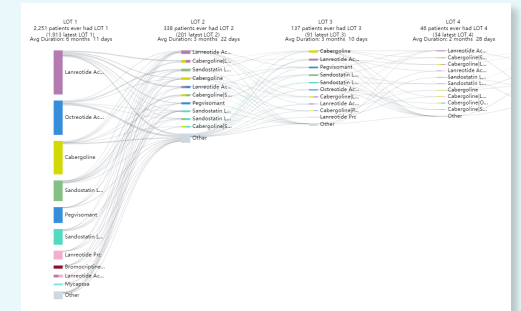 LOT 1
2,251 patients ever had LOT 1
(1,913 latest LOT 1)
Avg Duration: 6 months 11 days
Lanreotide Ac...
Octreotide Ac...
Cabergoline
Sandostatin L...
Pegvisomant
Sandostatin L...
Lanreotide Prc
Bromocriptine...
Lanreotide Ac...
Mycapssa
Other
LOT 2
338 patients ever had LOT 2
(201 latest LOT 2)
Avg Duration: 3 months 22 days
Lanreotide Ac...
Cabergoline|L...
Sandostatin L...
Cabergoline
Lanreotide Ac...
Cabergoline|S...
Pegvisomant
Sandostatin L...
Sandostatin L...
Cabergoline|S...
Other
LOT 3
137 patients ever had LOT 3
(91 latest LOT 3)
Avg Duration: 3 months 10 days
Cabergoline
Lanreotide Ac...
Pegvisomant
Sandostatin L...
Sandostatin L...
Octreotide Ac...
Cabergoline|L...
Lanreotide Ac...
Cabergoline|P...
Lanreotide Prc
Other
LOT 4
46 patients ever had LOT 4
(34 latest LOT 4)
Avg Duration: 2 months 28 days
Lanreotide Ac...
Cabergoline|S...
Cabergoline|L...
Lanreotide Ac...
Sandostatin L...
Sandostatin L...
Cabergoline
Cabergoline|L...
Cabergoline|O...
Cabergoline|S...
Other